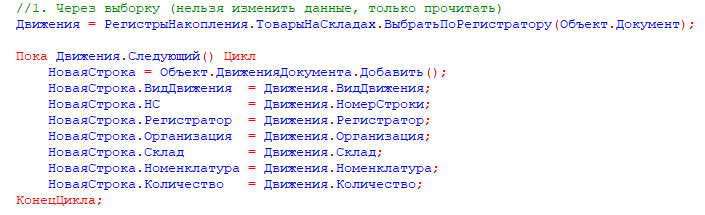 //1. Через выборку (нельзя изменить данные, только прочитать)
Движения = РегистрыНакопления.ТоварыНаСкладах.ВыбратьПоРегистратору(Объект.Документ);
Пока Движения.Следующий() Цикл
НоваяСтрока = Объект.ДвиженияДокумента.Добавить();
НоваяСтрока.ВидДвижения = Движения.ВидДвижения;
НоваяСтрока.НС = Движения.НомерСтроки;
НоваяСтрока.Регистратор = Движения.Регистратор;
НоваяСтрока.Организация = Движения.Организация;
НоваяСтрока.Склад = Движения.Склад;
НоваяСтрока.Номенклатура = Движения.Номенклатура;
НоваяСтрока.Количество = Движения.Количество;
КонецЦикла;